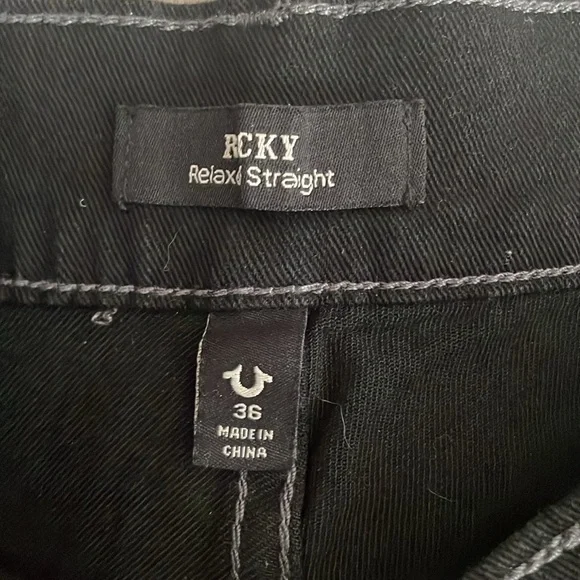 RCKY
Relaxd Straight
36
MADE IN
CHINA